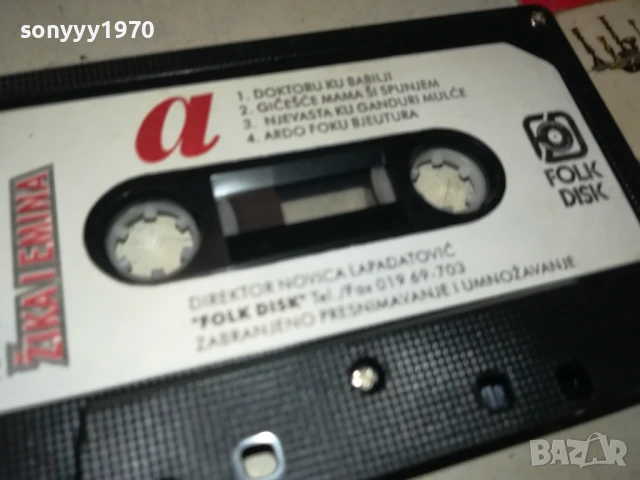 sonyyy1970
a
1. DOKTORU KU BABILJI
2. GIČEŠĆE MAMA ŠI SPUNJEM
3. NJEVASTA KU GANDURI MULĆE
4. ARDO FOKU BJEUTURA
FOLK
DISK
ŽIKA I EMINA
DIREKTOR NOVICA LAPADATOVIĆ
"FOLK DISK" Tel./Fax 019 69-703
ZABRANJENO PRESNIMAVANJE I UMNOŽAVANJE
BAZAR